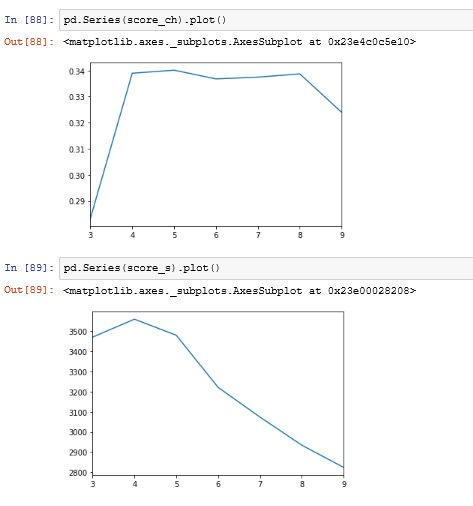 In [88]: pd.Series(score_ch).plot()
Out[88]: <matplotlib.axes._subplots.AxesSubplot at 0x23e4c0c5e10>
0.34
0.33
0.32
0.31
0.30
0.29
3 4 5 6 7 8 9
In [89]: pd.Series(score_s).plot()
Out[89]: <matplotlib.axes._subplots.AxesSubplot at 0x23e00028208>
3500
3400
3300
3200
3100
3000
2900
2800
3 4 5 6 7 8 9